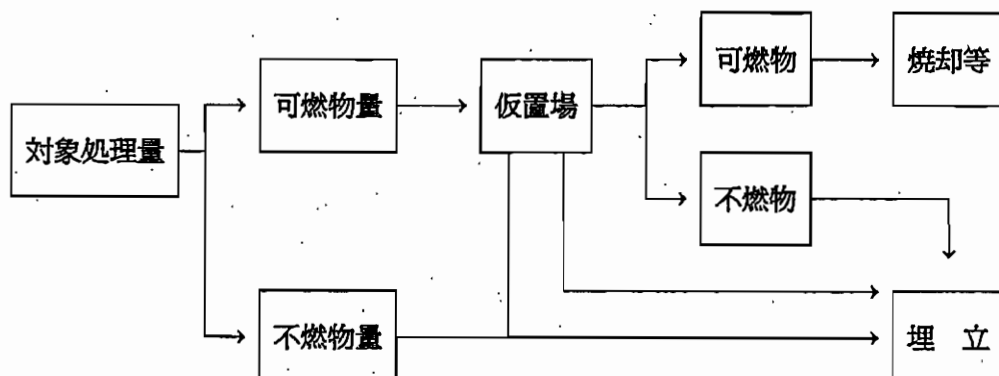 対象処理量
可燃物量
不燃物量
仮置場
可燃物
不燃物
焼却等
埋　立